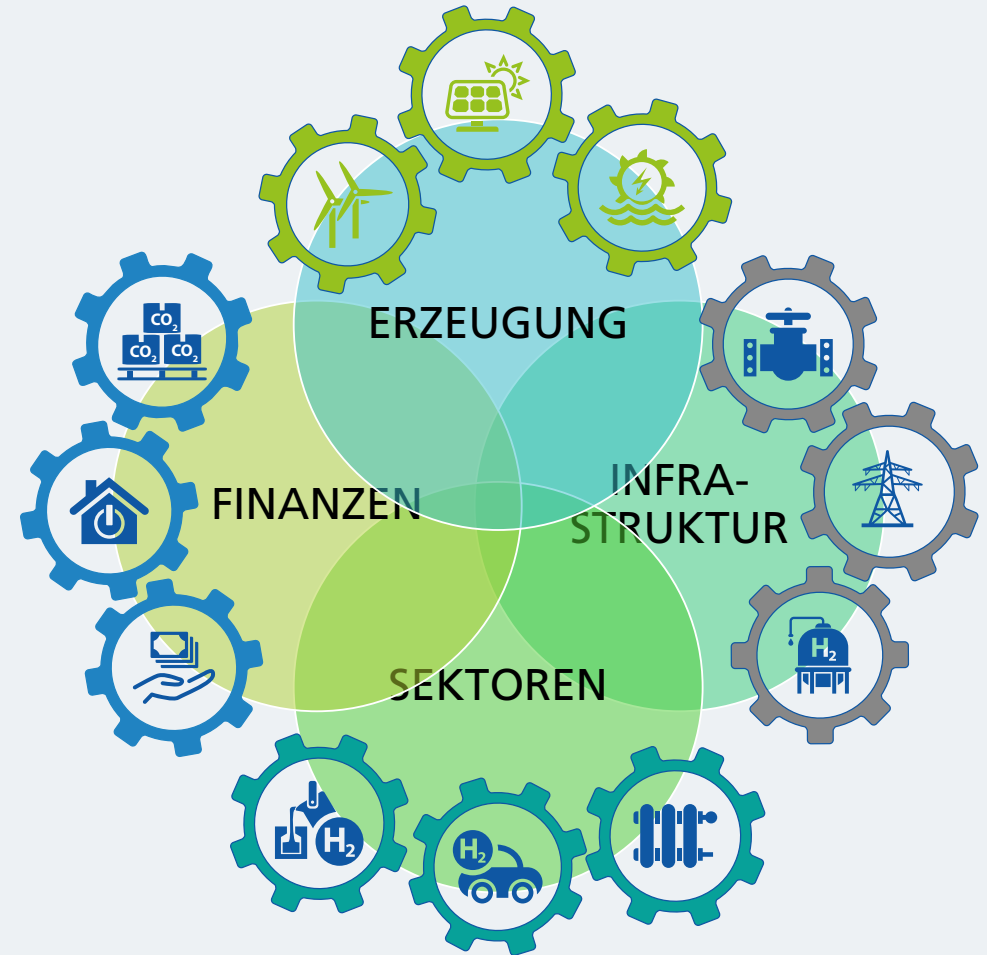 ERZEUGUNG
CO₂
CO₂ CO₂
FINANZEN
INFRA-
STRUKTUR
H₂
SEKTOREN
H₂
H₂